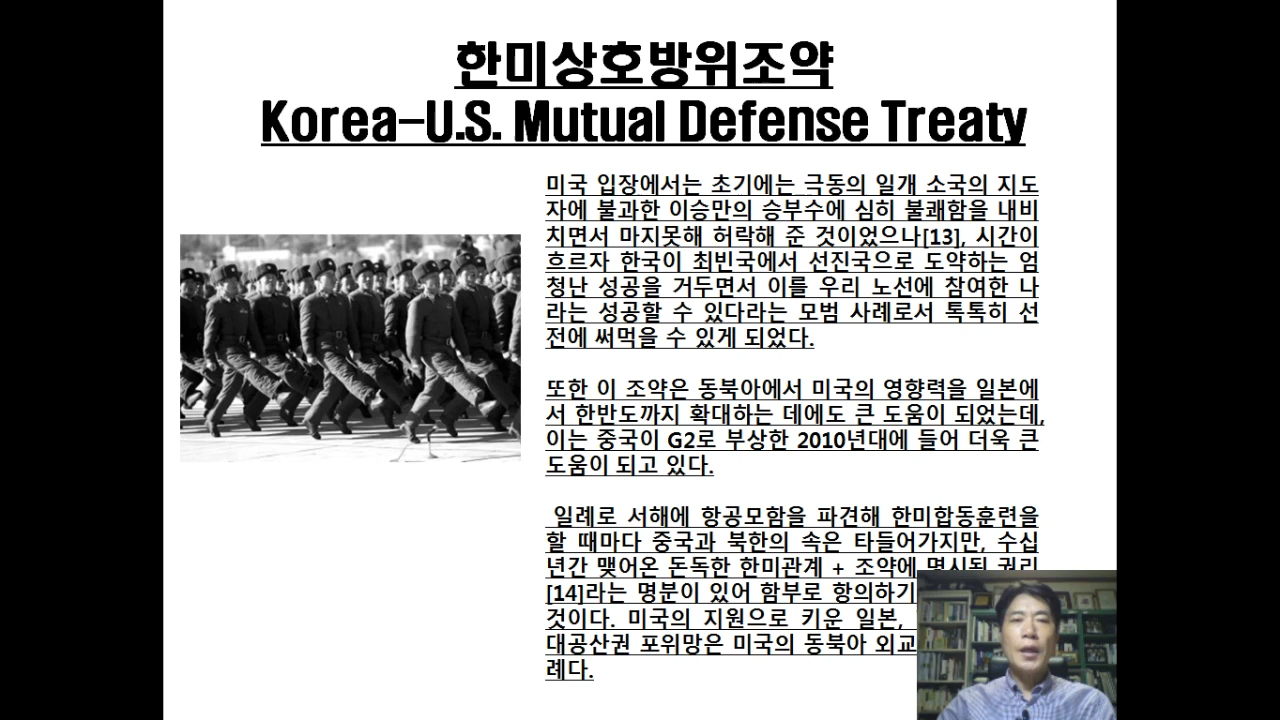 한미상호방위조약
Korea-U.S. Mutual Defense Treaty
미국 입장에서는 초기에는 극동의 일개 소국의 지도
자에 불과한 이승만의 승부수에 심히 불쾌함을 내비
치면서 마지못해 허락해 준 것이었으나[13], 시간이
흐르자 한국이 최빈국에서 선진국으로 도약하는 엄
청난 성공을 거두면서 이를 우리 노선에 참여한 나
라는 성공할 수 있다라는 모범 사례로서 톡톡히 선
전에 써먹을 수 있게 되었다.
또한 이 조약은 동북아에서 미국의 영향력을 일본에
서 한반도까지 확대하는 데에도 큰 도움이 되었는데,
이는 중국이 G2로 부상한 2010년대에 들어 더욱 큰
도움이 되고 있다.
일례로 서해에 항공모함을 파견해 한미합동훈련을
할 때마다 중국과 북한의 속은 타들어가지만, 수십
년간 맺어온 돈독한 한미관계 + 조약에 명시된 권리
[14]라는 명분이 있어 함부로 항의하기
것이다. 미국의 지원으로 키운 일본,
대공산권 포위망은 미국의 동북아 외교
례다.